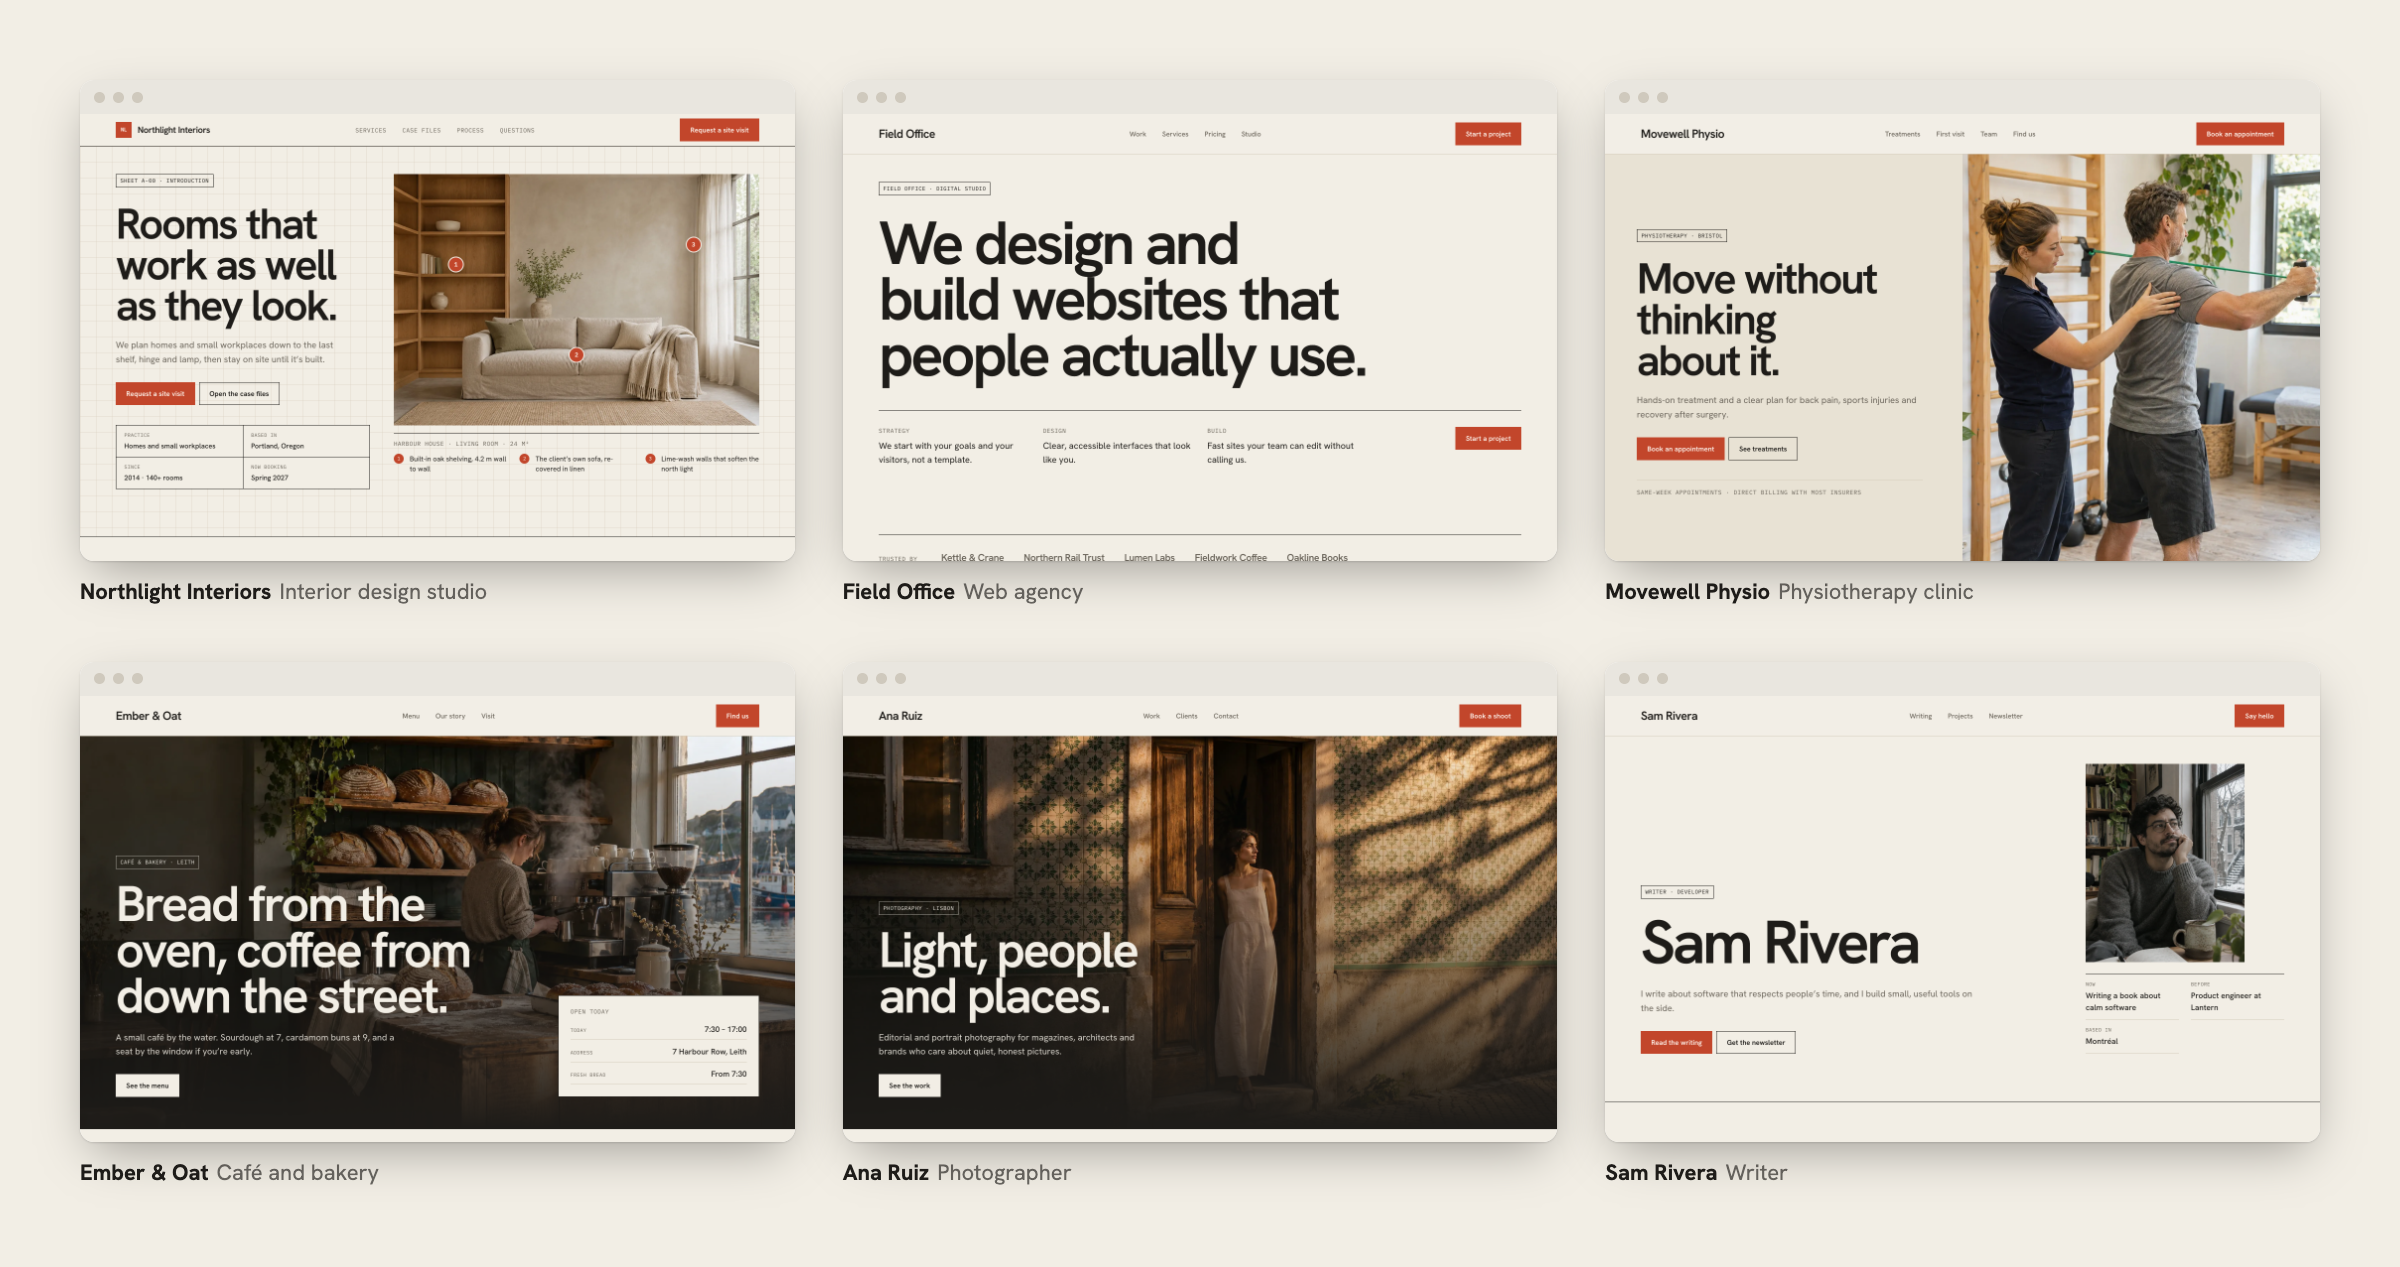 NL
Northlight Interiors
SERVICES
CASE FILES
PROCESS
QUESTIONS
Request a site visit
SHEET A-00 · INTRODUCTION
Rooms that
work as well
as they look.
We plan homes and small workplaces down to the last
shelf, hinge and lamp, then stay on site until it's built.
Request a site visit
Open the case files
PRACTICE
Homes and small workplaces
BASED IN
Portland, Oregon
SINCE
2014 · 140+ rooms
NOW BOOKING
Spring 2027
1
2
3
HARBOUR HOUSE · LIVING ROOM · 24 M²
1
Built-in oak shelving, 4.2 m wall
to wall
2
The client's own sofa, re-
covered in linen
3
Lime-wash walls that soften the
north light
Northlight Interiors Interior design studio
Field Office
Work
Services
Pricing
Studio
Start a project
FIELD OFFICE · DIGITAL STUDIO
We design and
build websites that
people actually use.
STRATEGY
We start with your goals and your
visitors, not a template.
DESIGN
Clear, accessible interfaces that look
like you.
BUILD
Fast sites your team can edit without
calling us.
Start a project
TRUSTED BY
Kettle & Crane
Northern Rail Trust
Lumen Labs
Fieldwork Coffee
Oakline Books
Field Office Web agency
Movewell Physio
Treatments
First visit
Team
Find us
Book an appointment
PHYSIOTHERAPY · BRISTOL
Move without
thinking
about it.
Hands-on treatment and a clear plan for back pain, sports injuries and
recovery after surgery.
Book an appointment
See treatments
SAME-WEEK APPOINTMENTS · DIRECT BILLING WITH MOST INSURERS
Movewell Physio Physiotherapy clinic
Ember & Oat
Menu
Our story
Visit
Find us
CAFÉ & BAKERY · LEITH
Bread from the
oven, coffee from
down the street.
A small café by the water. Sourdough at 7, cardamom buns at 9, and a
seat by the window if you're early.
See the menu
OPEN TODAY
TODAY
7:30 – 17:00
ADDRESS
7 Harbour Row, Leith
FRESH BREAD
From 7:30
Ember & Oat Café and bakery
Ana Ruiz
Work
Clients
Contact
Book a shoot
PHOTOGRAPHY · LISBON
Light, people
and places.
Editorial and portrait photography for magazines, architects and
brands who care about quiet, honest pictures.
See the work
Ana Ruiz Photographer
Sam Rivera
Writing
Projects
Newsletter
Say hello
WRITER · DEVELOPER
Sam Rivera
I write about software that respects people's time, and I build small, useful tools on
the side.
Read the writing
Get the newsletter
NOW
Writing a book about
calm software
BEFORE
Product engineer at
Lantern
BASED IN
Montréal
Sam Rivera Writer